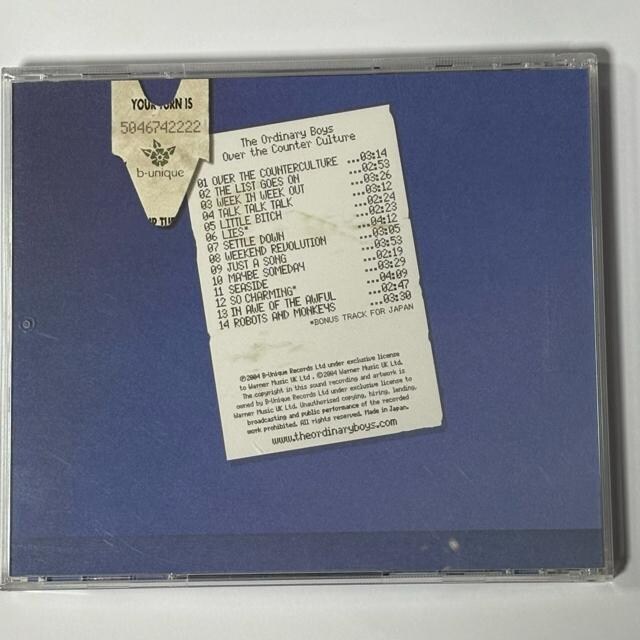 YOUR TURN IS
5046742222
b-unique
The Ordinary Boys
Over the Counter Culture
01 OVER THE COUNTERCULTURE ...03:14
02 THE LIST GOES ON ...02:53
03 WEEK IN WEEK OUT ...03:26
04 TALK TALK TALK ...03:12
05 LITTLE BITCH ...02:24
06 LIES* ...02:23
07 SETTLE DOWN ...04:12
08 WEEKEND REVOLUTION ...03:05
09 JUST A SONG ...03:53
10 MAYBE SOMEDAY ...02:19
11 SEASIDE ...03:29
12 SO CHARMING* ...04:09
13 IN AWE OF THE AWFUL ...02:47
14 ROBOTS AND MONKEYS ...03:30
*BONUS TRACK FOR JAPAN
℗2004 B-Unique Records Ltd under exclusive license
to Warner Music UK Ltd. ©2004 Warner Music UK Ltd.
The copyright in this sound recording and artwork is
owned by B-Unique Records Ltd under exclusive license to
Warner Music UK Ltd. Unauthorised copying, hiring, lending,
broadcasting and public performance of the recorded
work prohibited. All rights reserved. Made in Japan.
www.theordinaryboys.com